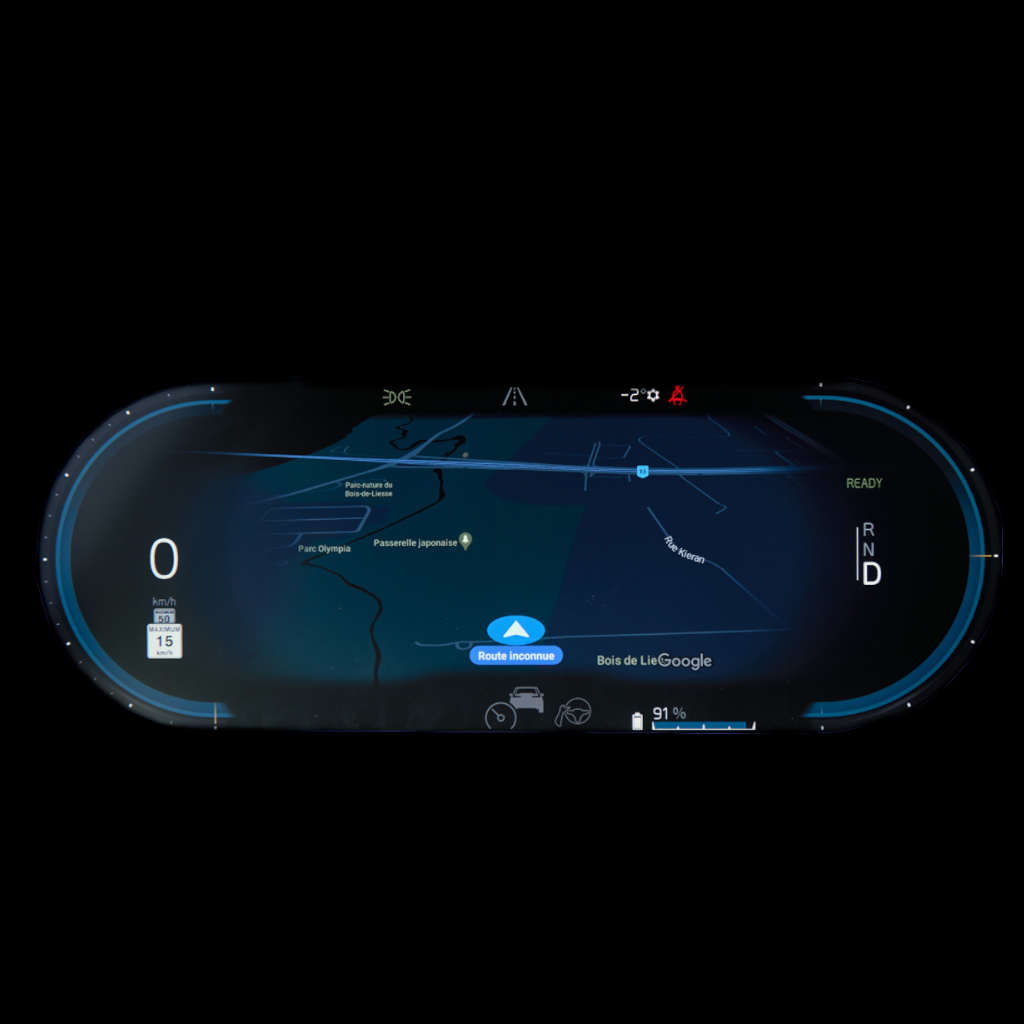 -2°
13
READY
Parc-nature du
Bois-de-Liesse
R
N
D
Passerelle japonaise
Parc Olympia
Rue Kieran
0
km/h
50
MAXIMUM
15
km/h
Route inconnue
Bois de Lie
Google
91 %